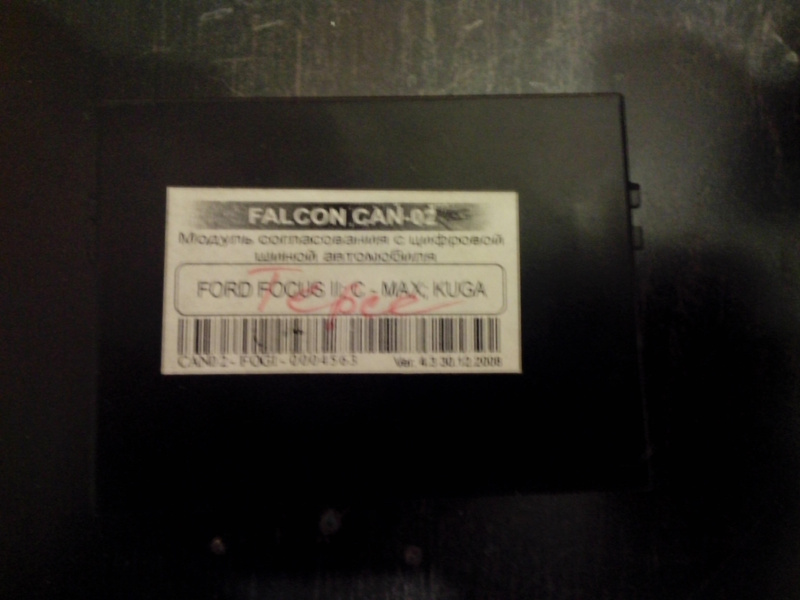 FALCON CAN-02
Модуль согласования с цифровой
шиной автомобиля
FORD FOCUS II; C - MAX; KUGA
Ver. 4.3 30.12.2008